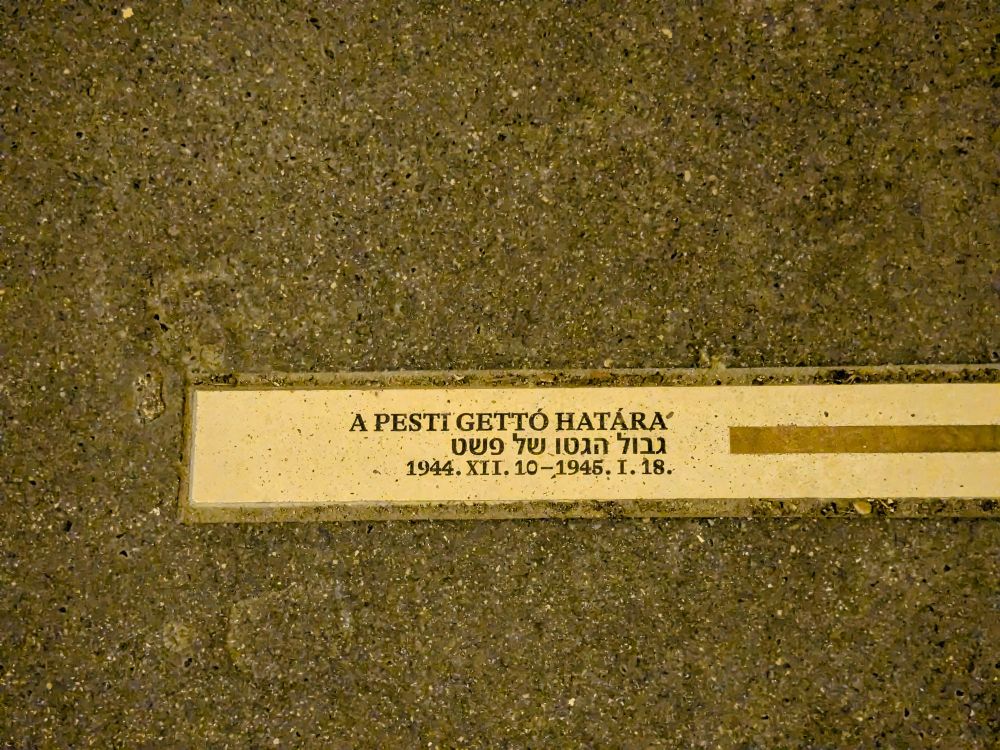 A PESTI GETTÓ HATÁRA
גבול הגטו של פשט
1944. XII. 10–1945. I. 18.